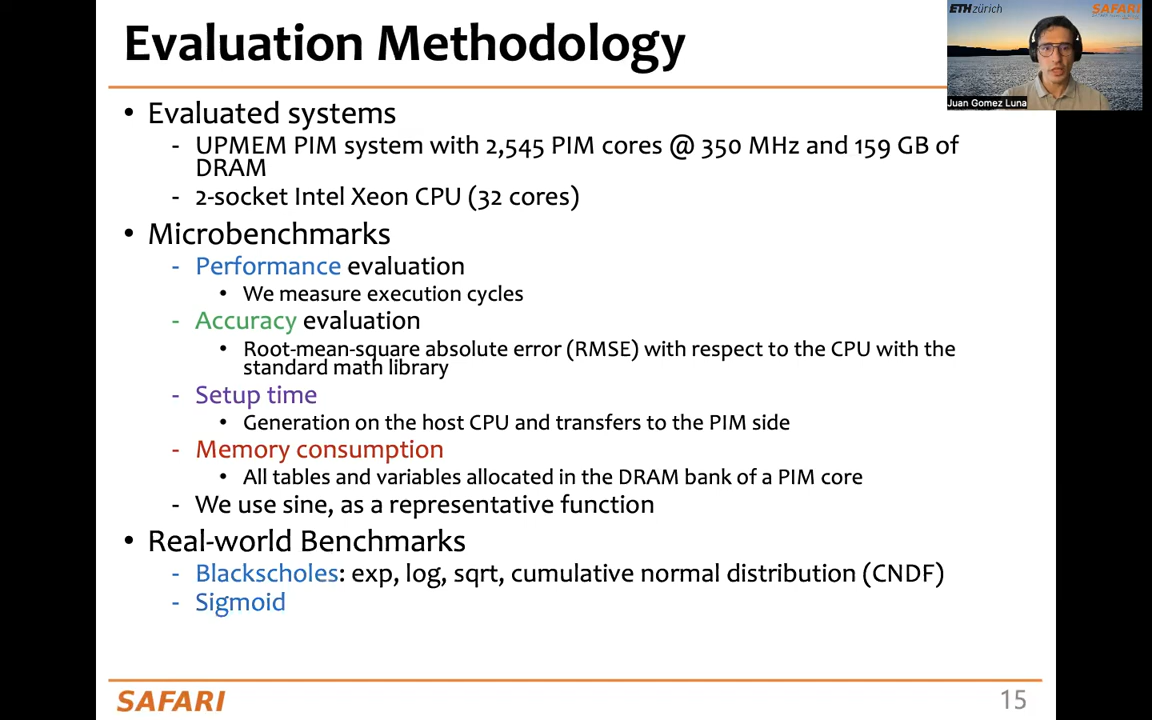 Evaluation Methodology
ETH zürich
SAFARI
Juan Gomez Luna
• Evaluated systems
- UPMEM PIM system with 2,545 PIM cores @ 350 MHz and 159 GB of
DRAM
- 2-socket Intel Xeon CPU (32 cores)
• Microbenchmarks
- Performance evaluation
• We measure execution cycles
- Accuracy evaluation
• Root-mean-square absolute error (RMSE) with respect to the CPU with the
standard math library
- Setup time
• Generation on the host CPU and transfers to the PIM side
- Memory consumption
• All tables and variables allocated in the DRAM bank of a PIM core
- We use sine, as a representative function
• Real-world Benchmarks
- Blackscholes: exp, log, sqrt, cumulative normal distribution (CNDF)
- Sigmoid
SAFARI
15